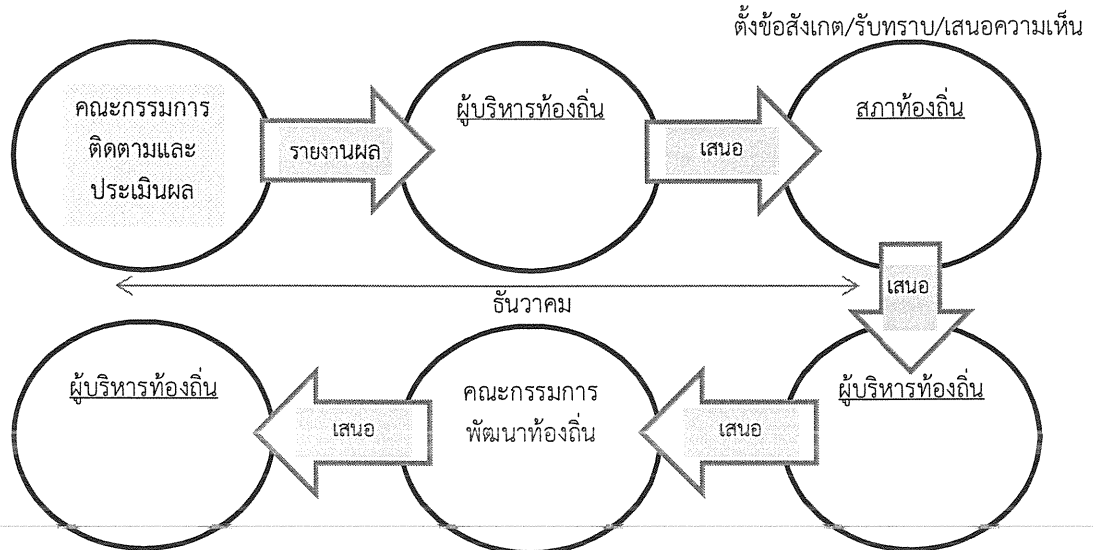 ตั้งข้อสังเกต/รับทราบ/เสนอความเห็น
คณะกรรมการ
ติดตามและ
ประเมินผล
รายงานผล
ผู้บริหารท้องถิ่น
เสนอ
สภาท้องถิ่น
เสนอ
ธันวาคม
ผู้บริหารท้องถิ่น
เสนอ
คณะกรรมการ
พัฒนาท้องถิ่น
เสนอ
ผู้บริหารท้องถิ่น